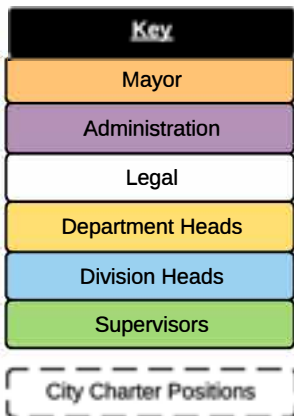 Key
Mayor
Administration
Legal
Department Heads
Division Heads
Supervisors
City Charter Positions